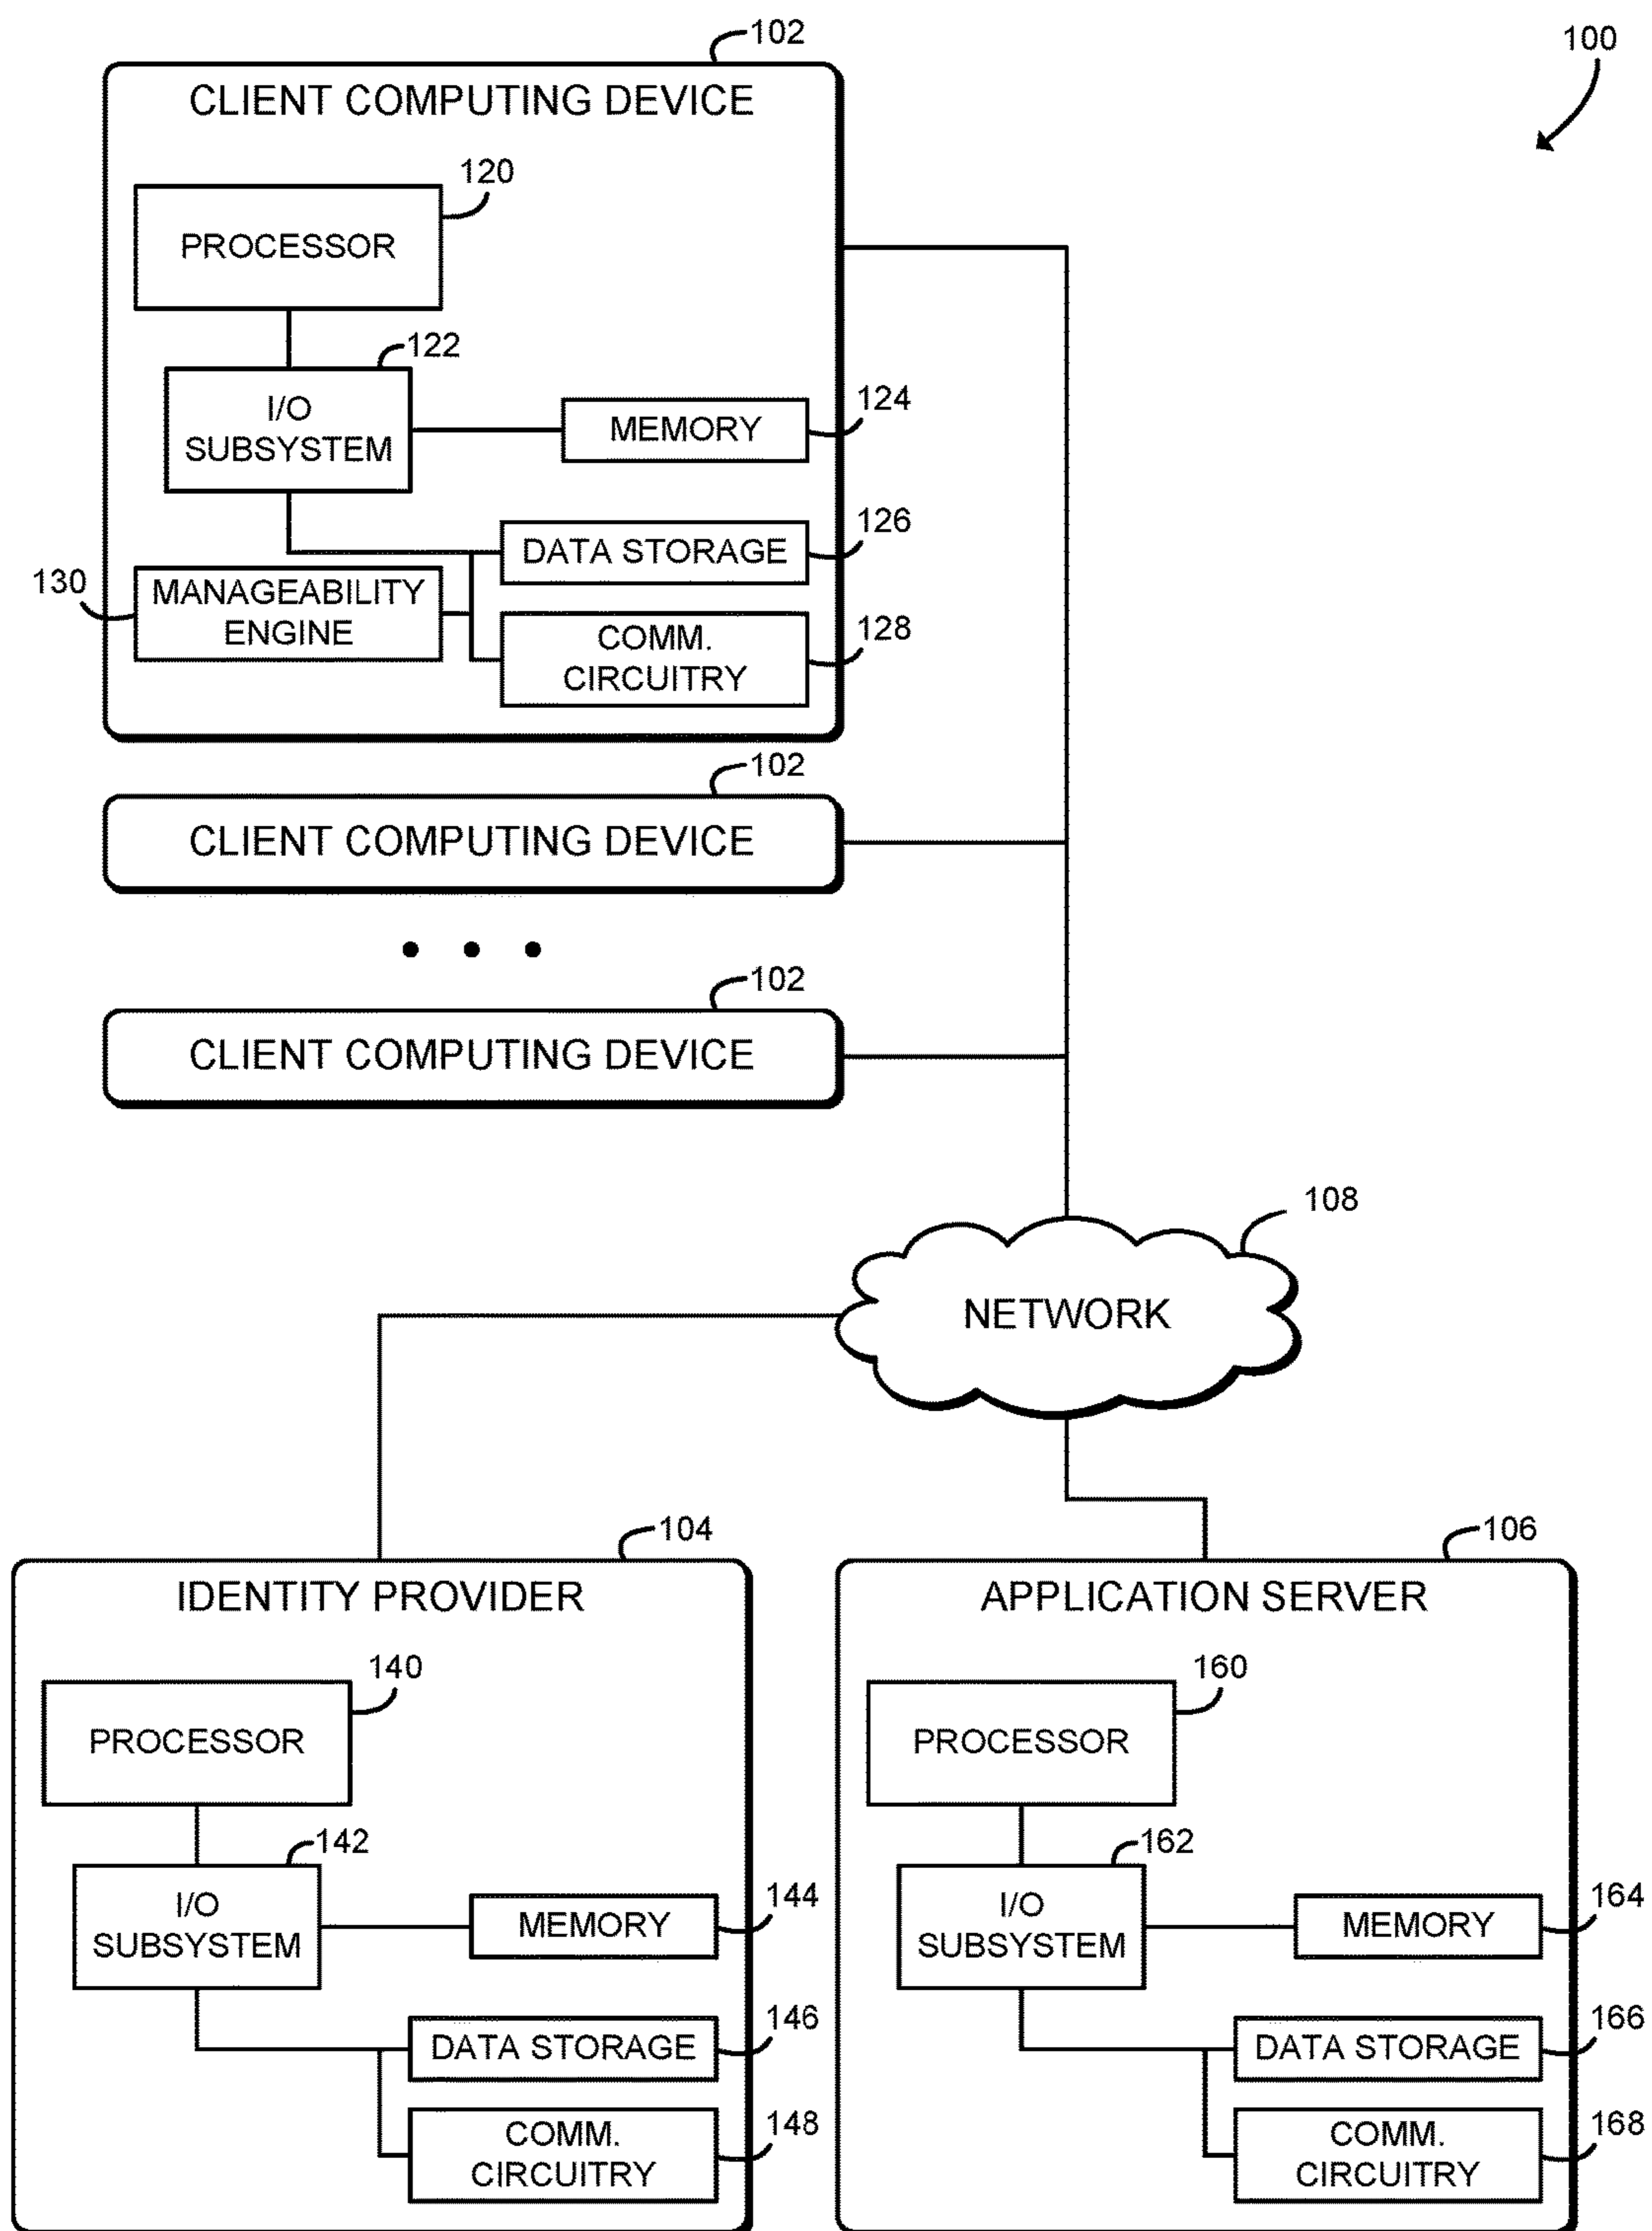 102
100
CLIENT COMPUTING DEVICE
120
PROCESSOR
122
I/O
SUBSYSTEM
124
MEMORY
126
DATA STORAGE
130
MANAGEABILITY
ENGINE
128
COMM.
CIRCUITRY
102
CLIENT COMPUTING DEVICE
102
CLIENT COMPUTING DEVICE
108
NETWORK
104
IDENTITY PROVIDER
140
PROCESSOR
142
I/O
SUBSYSTEM
144
MEMORY
146
DATA STORAGE
148
COMM.
CIRCUITRY
106
APPLICATION SERVER
160
PROCESSOR
162
I/O
SUBSYSTEM
164
MEMORY
166
DATA STORAGE
168
COMM.
CIRCUITRY